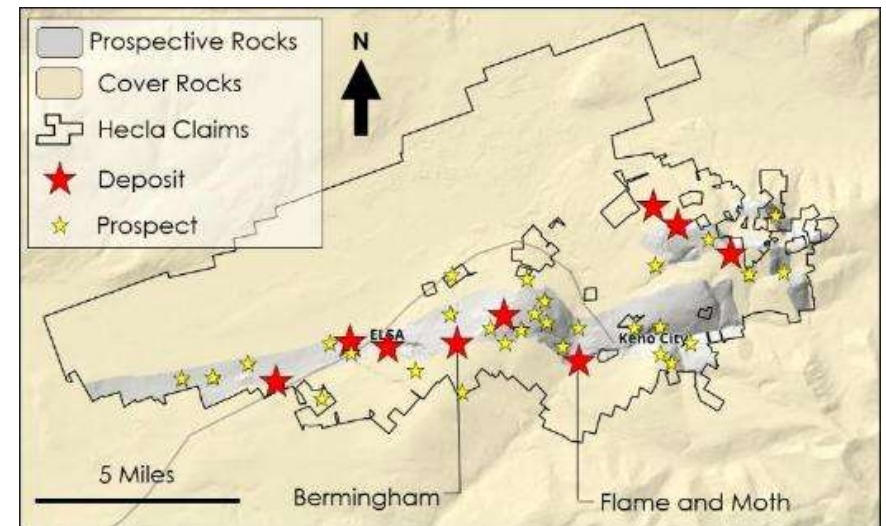 Prospective Rocks
Cover Rocks
Hecla Claims
Deposit
Prospect
N
ELSA
Keno City
5 Miles
Bermingham
Flame and Moth